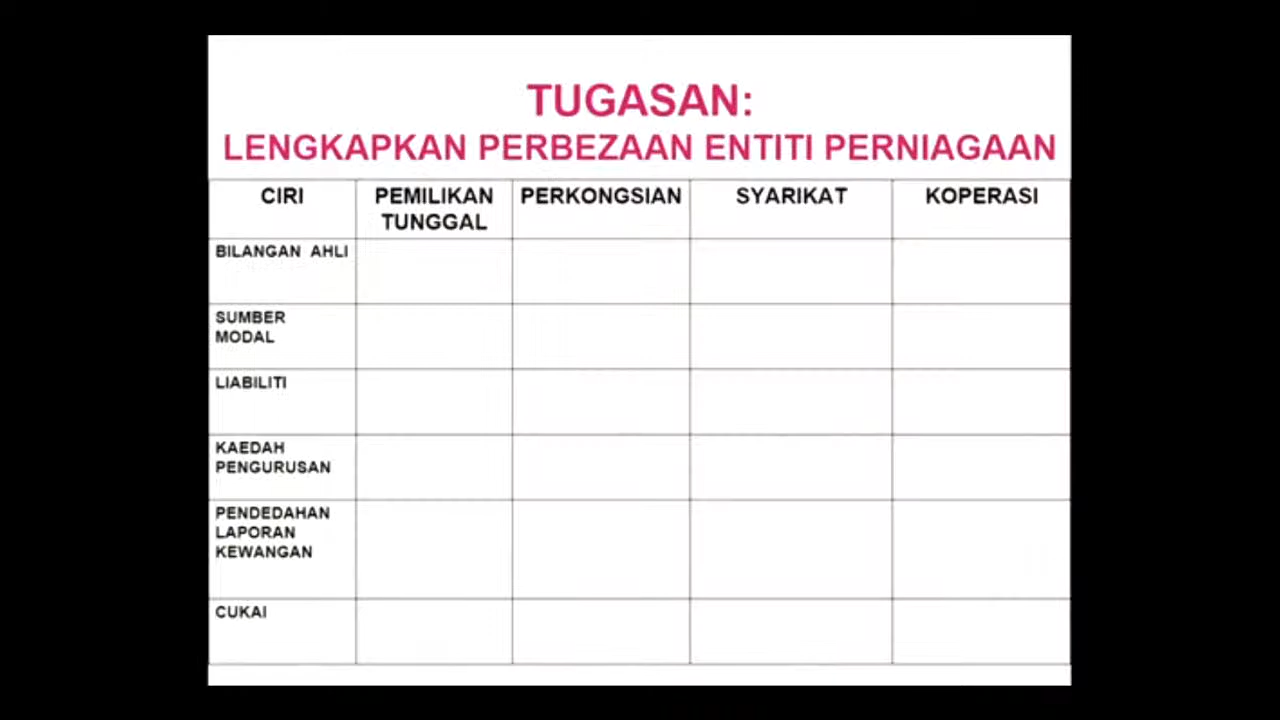 TUGASAN:
LENGKAPKAN PERBEZAAN ENTITI PERNIAGAAN
CIRI
PEMILIKAN
TUNGGAL
PERKONGSIAN
SYARIKAT
KOPERASI
BILANGAN AHLI
SUMBER
MODAL
LIABILITI
KAEDAH
PENGURUSAN
PENDEDAHAN
LAPORAN
KEWANGAN
CUKAI